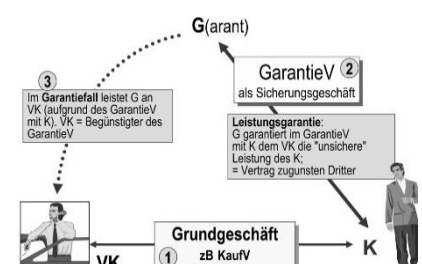 G(arant)
GarantieV 2
als Sicherungsgeschäft
3
Im Garantiefall leistet G an
VK (aufgrund des GarantieV
mit K). VK = Begünstigter des
GarantieV
Leistungsgarantie:
G garantiert im GarantieV
mit K dem VK die "unsichere"
Leistung des K;
= Vertrag zugunsten Dritter
Grundgeschäft
1 zB KaufV
VK
K